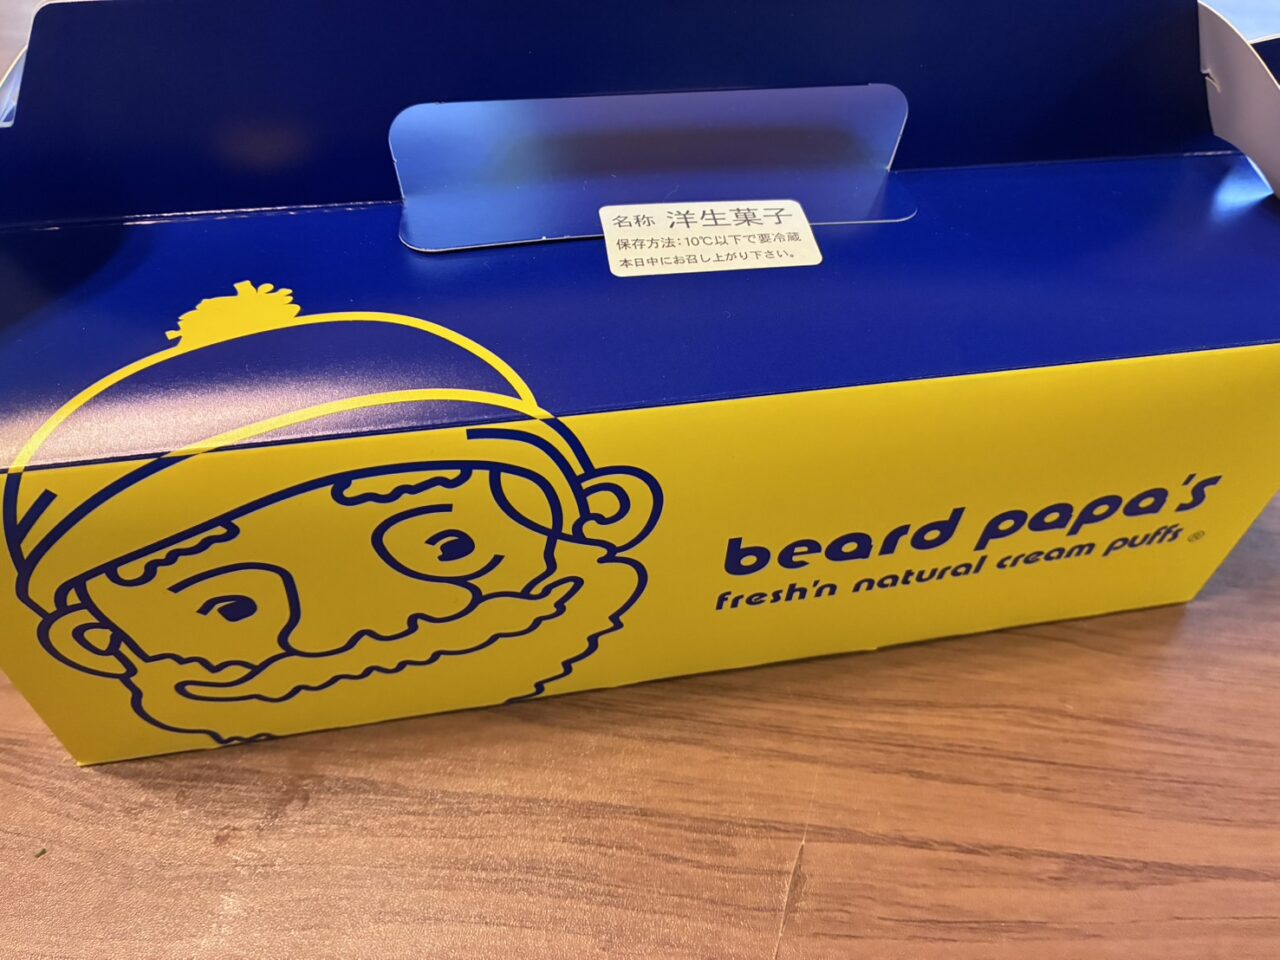 名称 洋生菓子
保存方法:10℃以下で要冷蔵
本日中にお召し上がり下さい。
beard papa's
fresh'n natural cream puffs ®